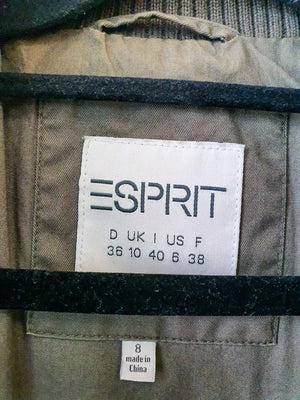 ESPRIT
D UK I US F
36 10 40 6 38
8
made in
China